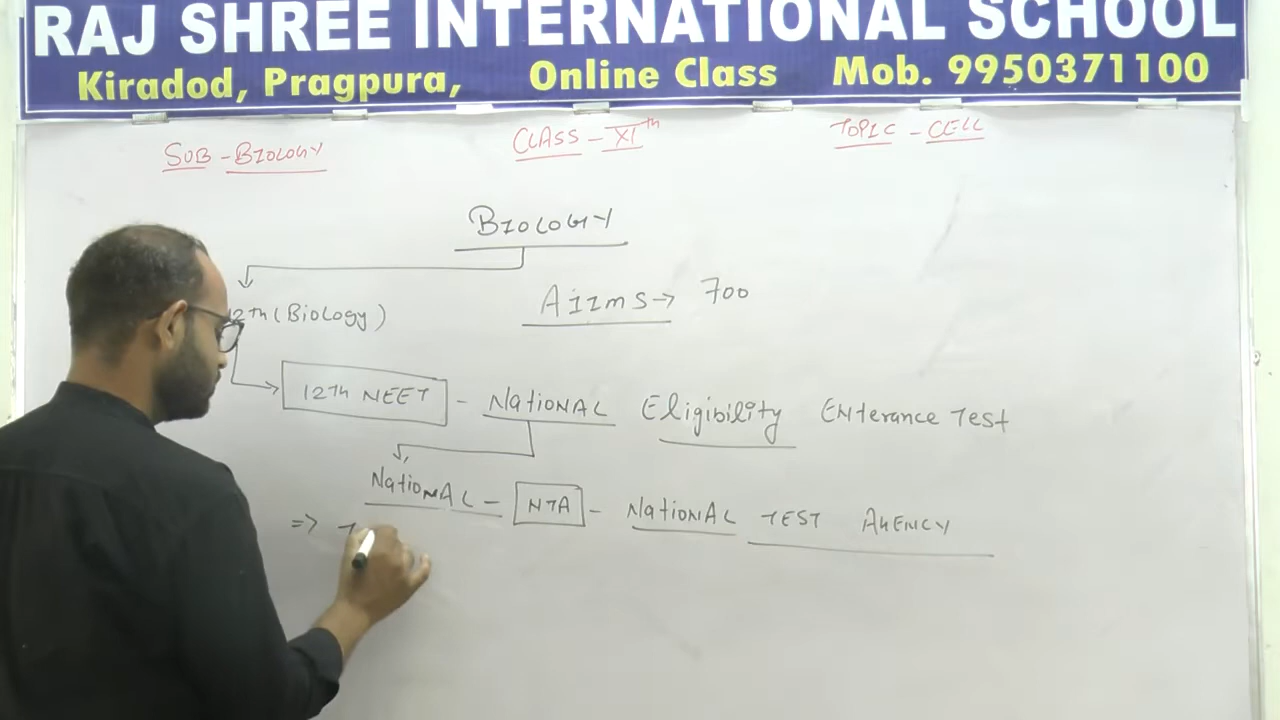 RAJ SHREE INTERNATIONAL SCHOOL
Kiradod, Pragpura, Online Class Mob. 9950371100
SUB - BIOLOGY CLASS - XIth TOPIC - CELL
BIOLOGY
12th (Biology) AIIMS → 700
12Th NEET - NATIONAL Eligibility ENterance Test
NATIONAL - NTA - NATIONAL TEST AGENCY
⇒